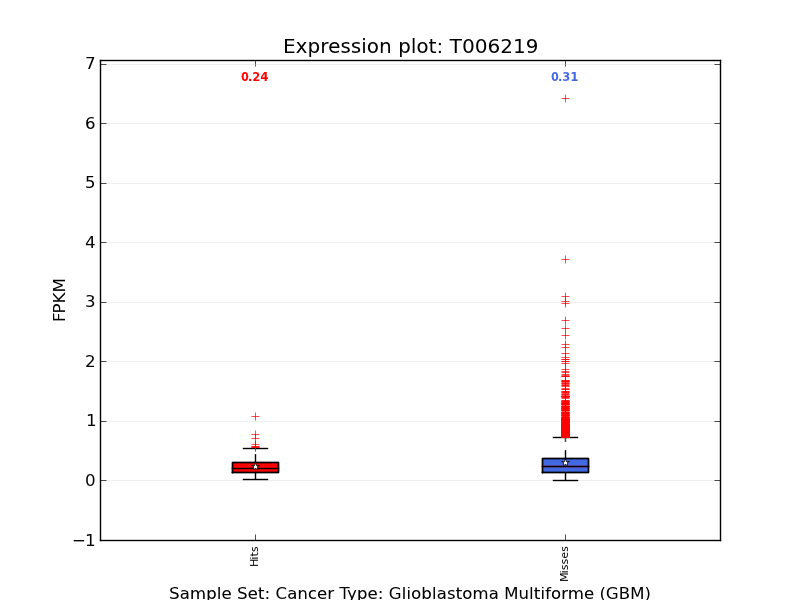 Expression plot: T006219
7
0.24
0.31
6
5
4
3
2
1
0
−1
FPKM
Hits
Misses
Sample Set: Cancer Type: Glioblastoma Multiforme (GBM)